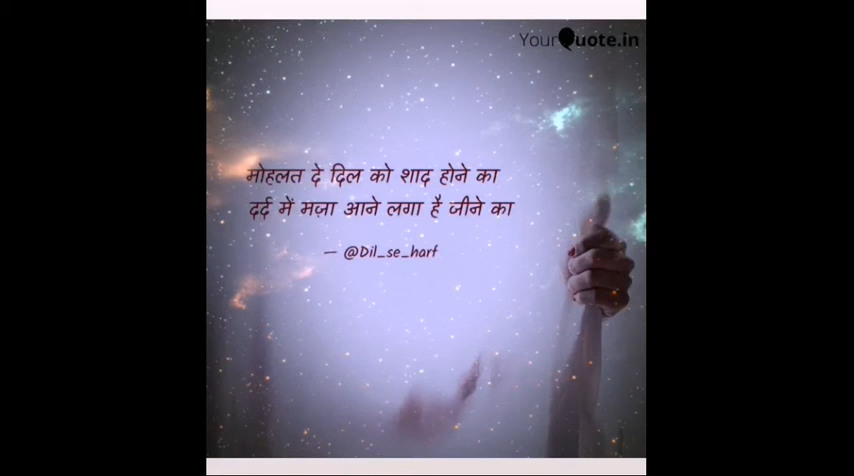 YourQuote.in
मोहलत दे दिल को शाद होने का
दर्द में मज़ा आने लगा है जीने का
— @Dil_se_harf